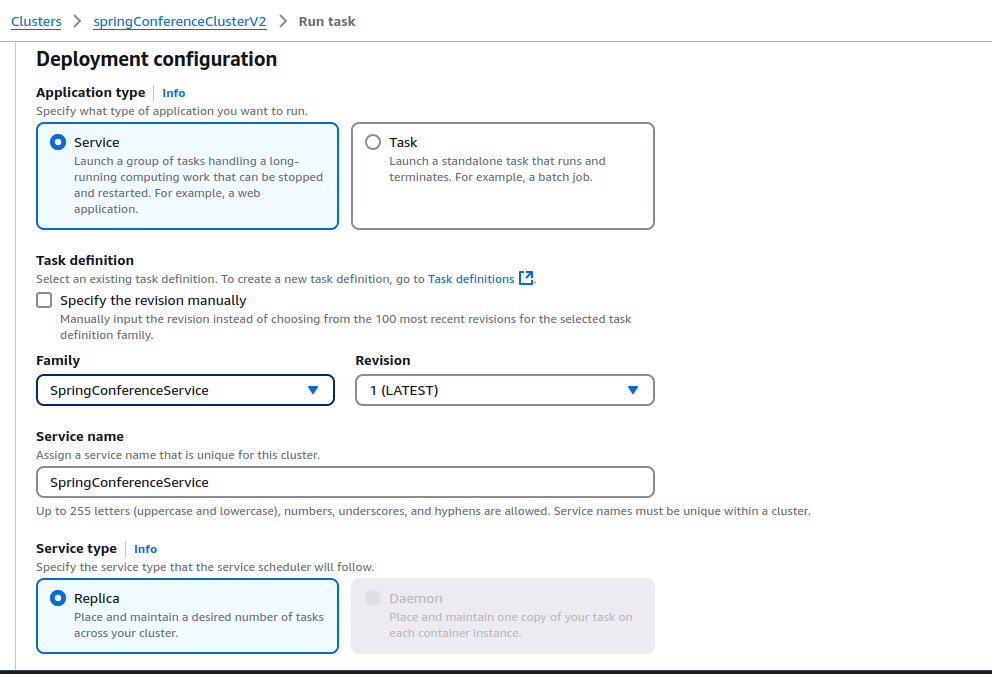 Clusters > springConferenceClusterV2 > Run task
Deployment configuration
Application type | Info
Specify what type of application you want to run.
Service
Launch a group of tasks handling a long-
running computing work that can be stopped
and restarted. For example, a web
application.
Task
Launch a standalone task that runs and
terminates. For example, a batch job.
Task definition
Select an existing task definition. To create a new task definition, go to Task definitions .
Specify the revision manually
Manually input the revision instead of choosing from the 100 most recent revisions for the selected task
definition family.
Family
SpringConferenceService
Revision
1 (LATEST)
Service name
Assign a service name that is unique for this cluster.
SpringConferenceService
Up to 255 letters (uppercase and lowercase), numbers, underscores, and hyphens are allowed. Service names must be unique within a cluster.
Service type | Info
Specify the service type that the service scheduler will follow.
Replica
Place and maintain a desired number of tasks
across your cluster.
Daemon
Place and maintain one copy of your task on
each container instance.